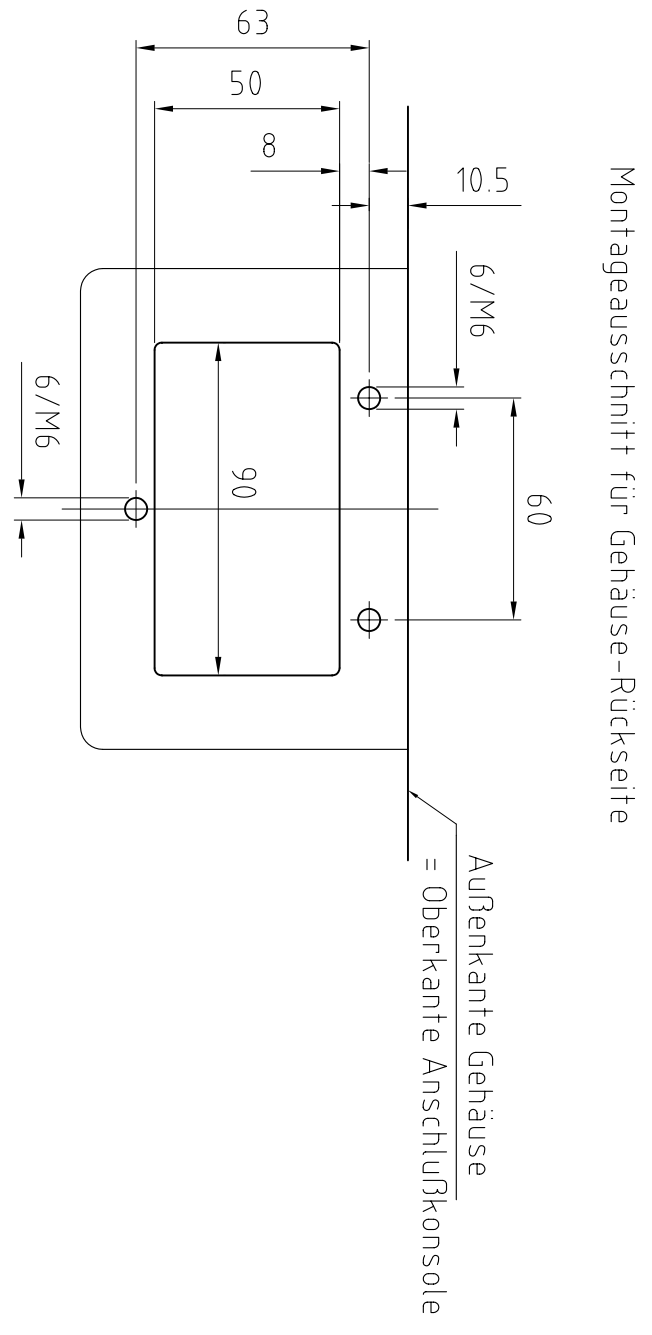 Montageausschnitt für Gehäuse-Rückseite
63
50
8
10.5
6/M6
60
6/M6
90
Außenkante Gehäuse
= Oberkante Anschlußkonsole